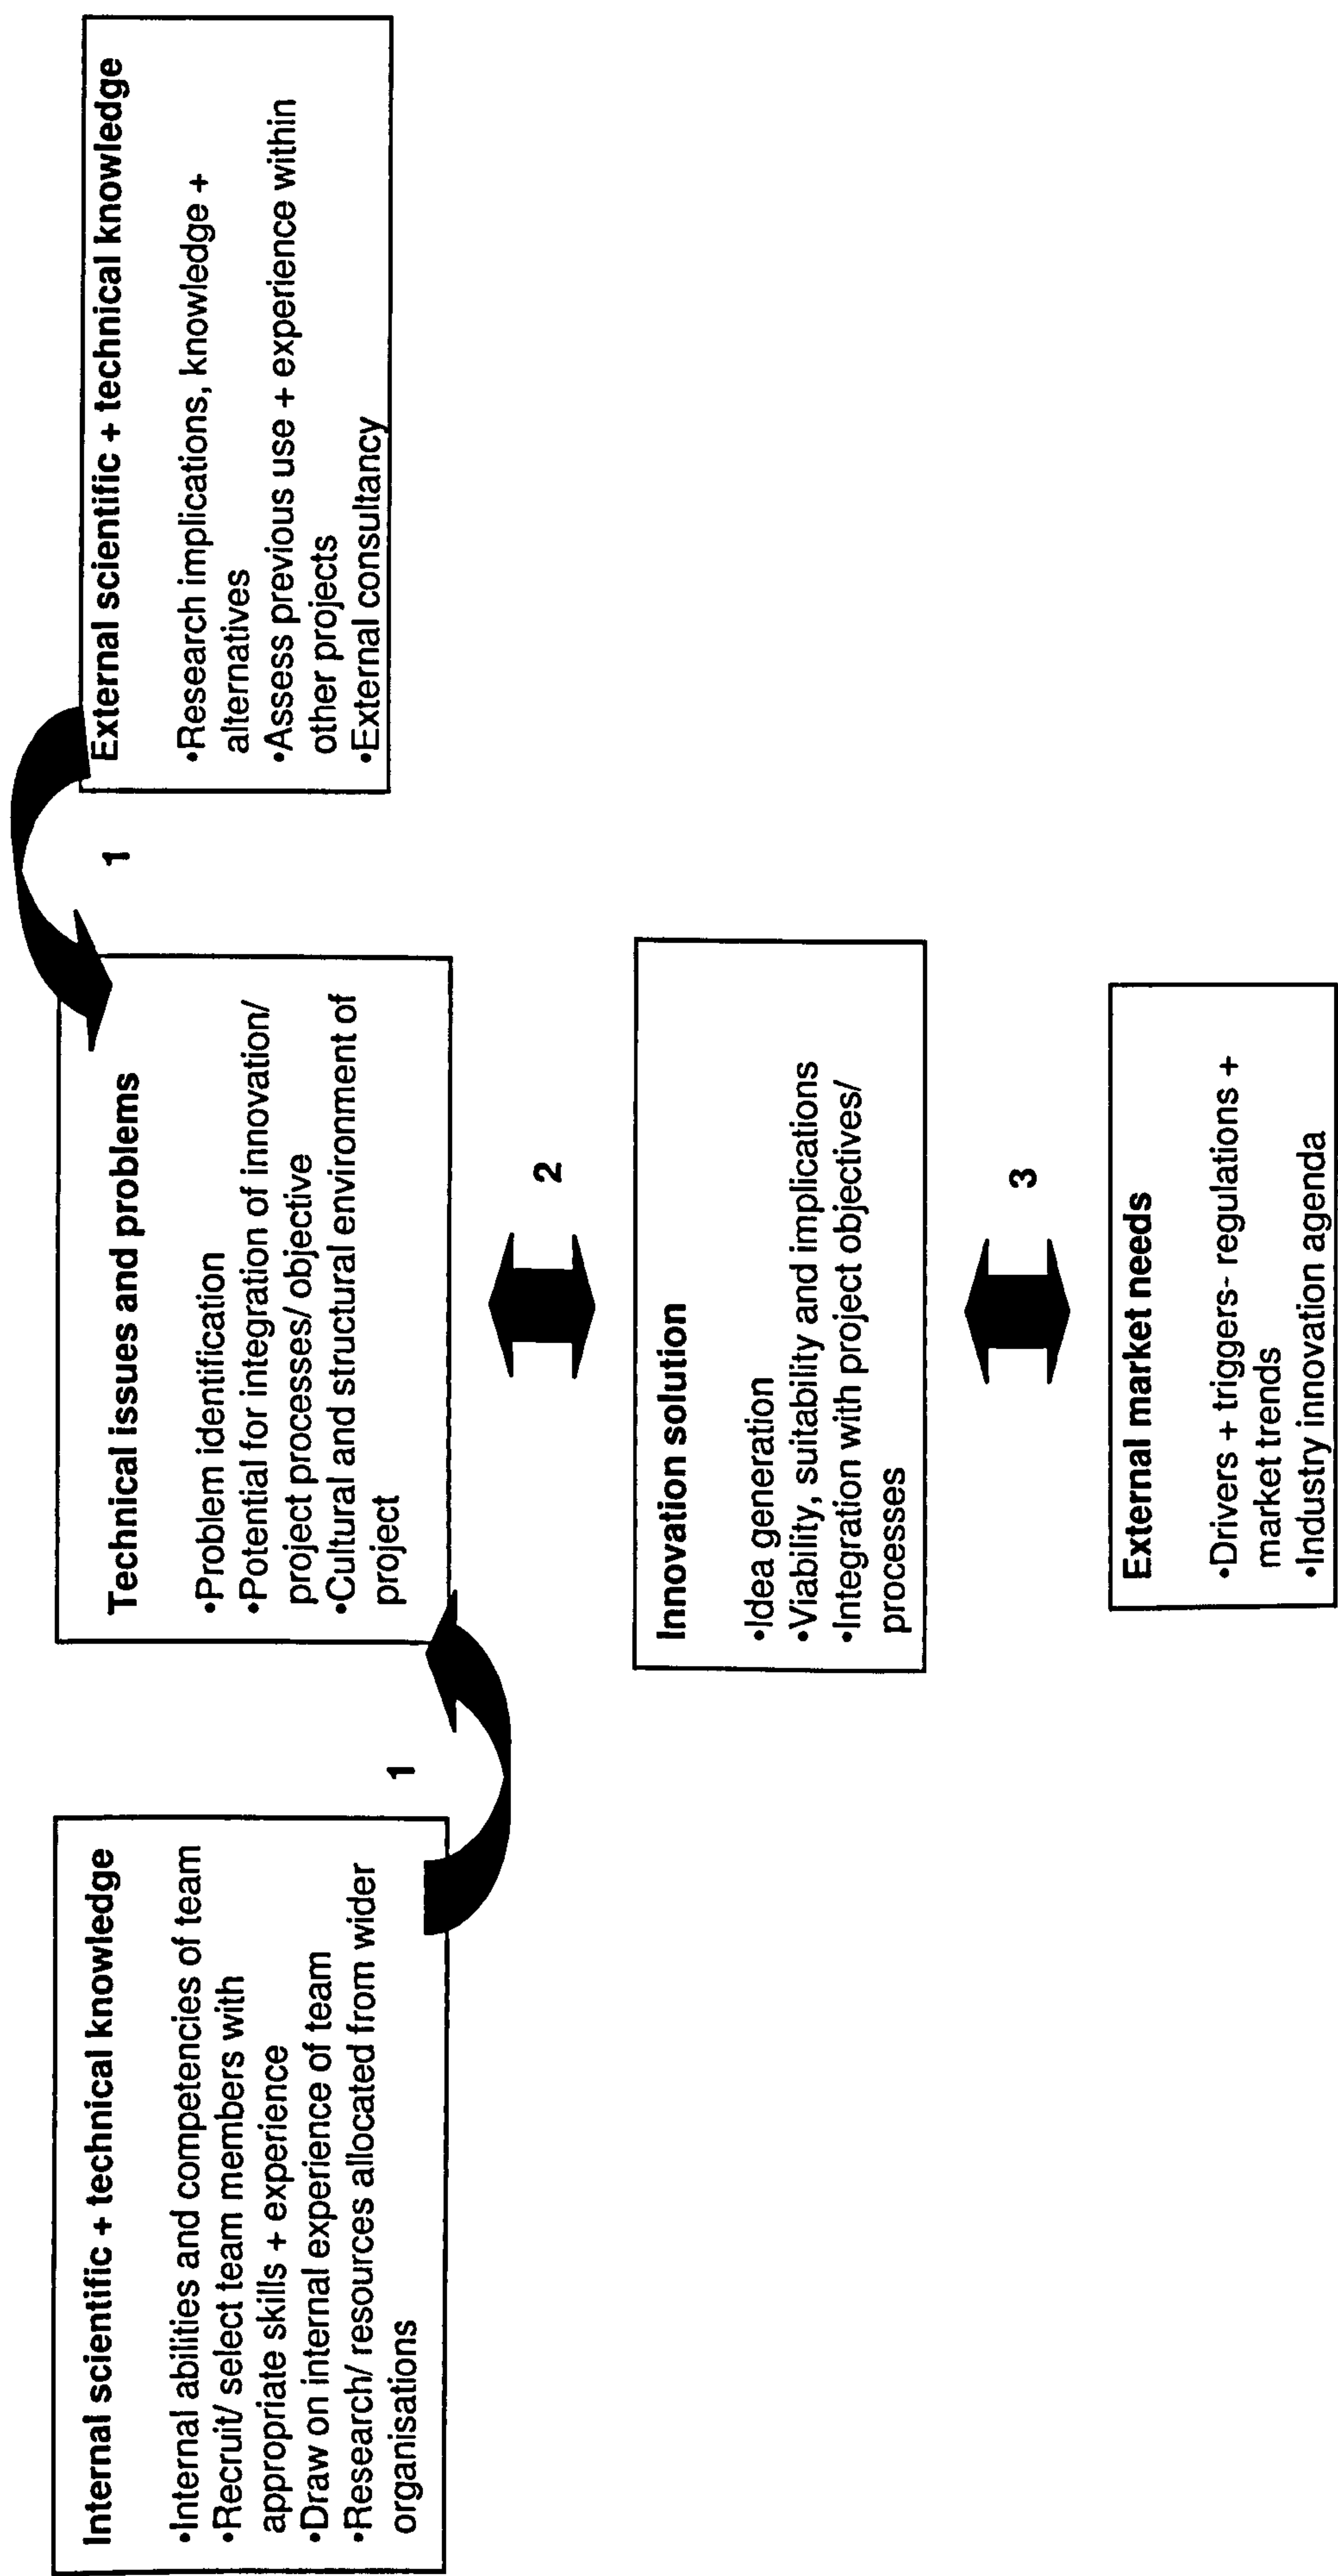 Internal scientific + technical knowledge
•Internal abilities and competencies of team
•Recruit/ select team members with
appropriate skills + experience
•Draw on internal experience of team
•Research/ resources allocated from wider
organisations
1
Technical issues and problems
•Problem identification
•Potential for integration of innovation/
project processes/ objective
•Cultural and structural environment of
project
1
External scientific + technical knowledge
•Research implications, knowledge +
alternatives
•Assess previous use + experience within
other projects
•External consultancy
2
Innovation solution
•Idea generation
•Viability, suitability and implications
•Integration with project objectives/
processes
3
External market needs
•Drivers + triggers- regulations +
market trends
•Industry innovation agenda